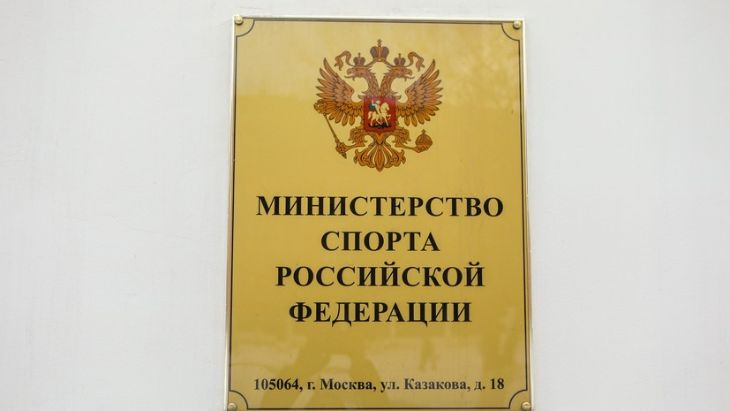 МИНИСТЕРСТВО
СПОРТА
РОССИЙСКОЙ
ФЕДЕРАЦИИ
105064, г. Москва, ул. Казакова, д. 18